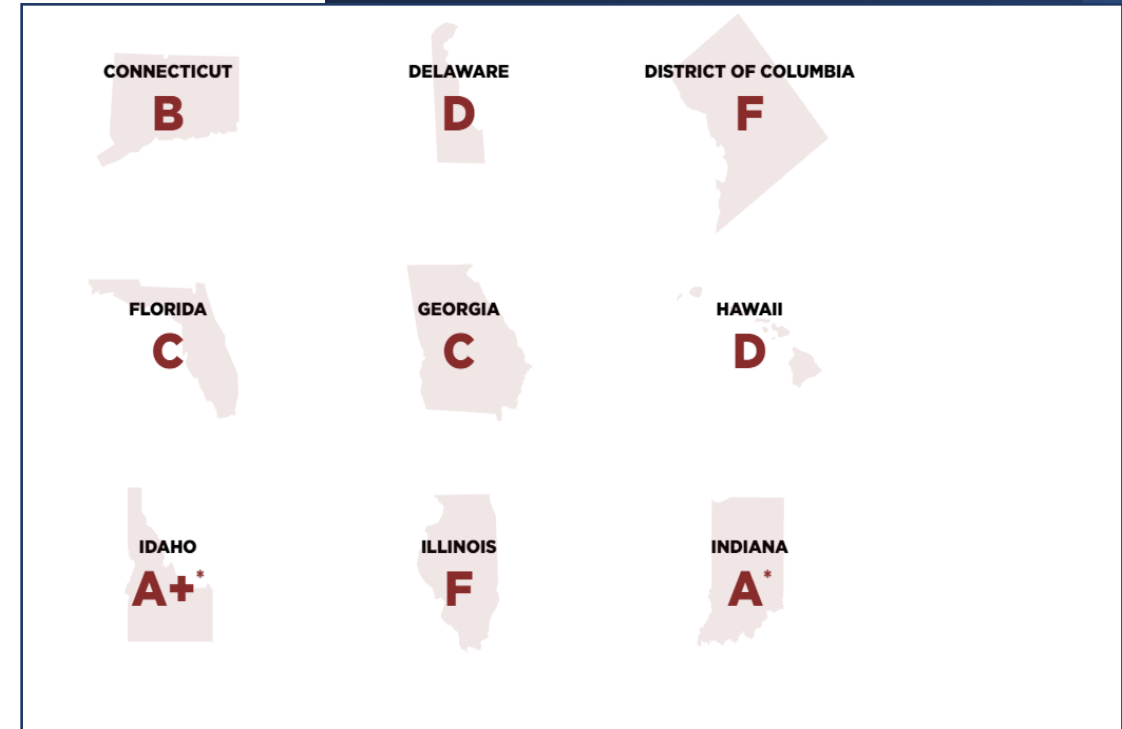 CONNECTICUT
B
DELAWARE
D
DISTRICT OF COLUMBIA
F
FLORIDA
C
GEORGIA
C
HAWAII
D
IDAHO
A+*
ILLINOIS
F
INDIANA
A*